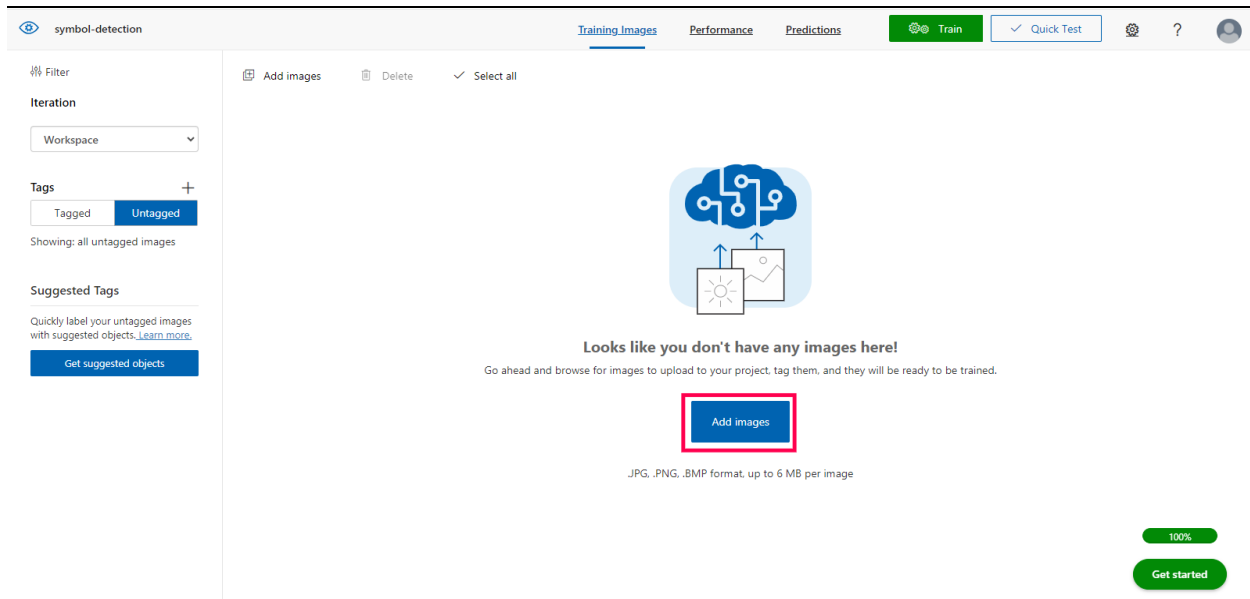 symbol-detection
Training Images Performance Predictions Train Quick Test ?
Filter
Add images Delete Select all
Iteration
Workspace
Tags
Tagged Untagged
Showing: all untagged images
Suggested Tags
Quickly label your untagged images
with suggested objects. Learn more.
Get suggested objects
Looks like you don't have any images here!
Go ahead and browse for images to upload to your project, tag them, and they will be ready to be trained.
Add images
.JPG, .PNG, .BMP format, up to 6 MB per image
100%
Get started